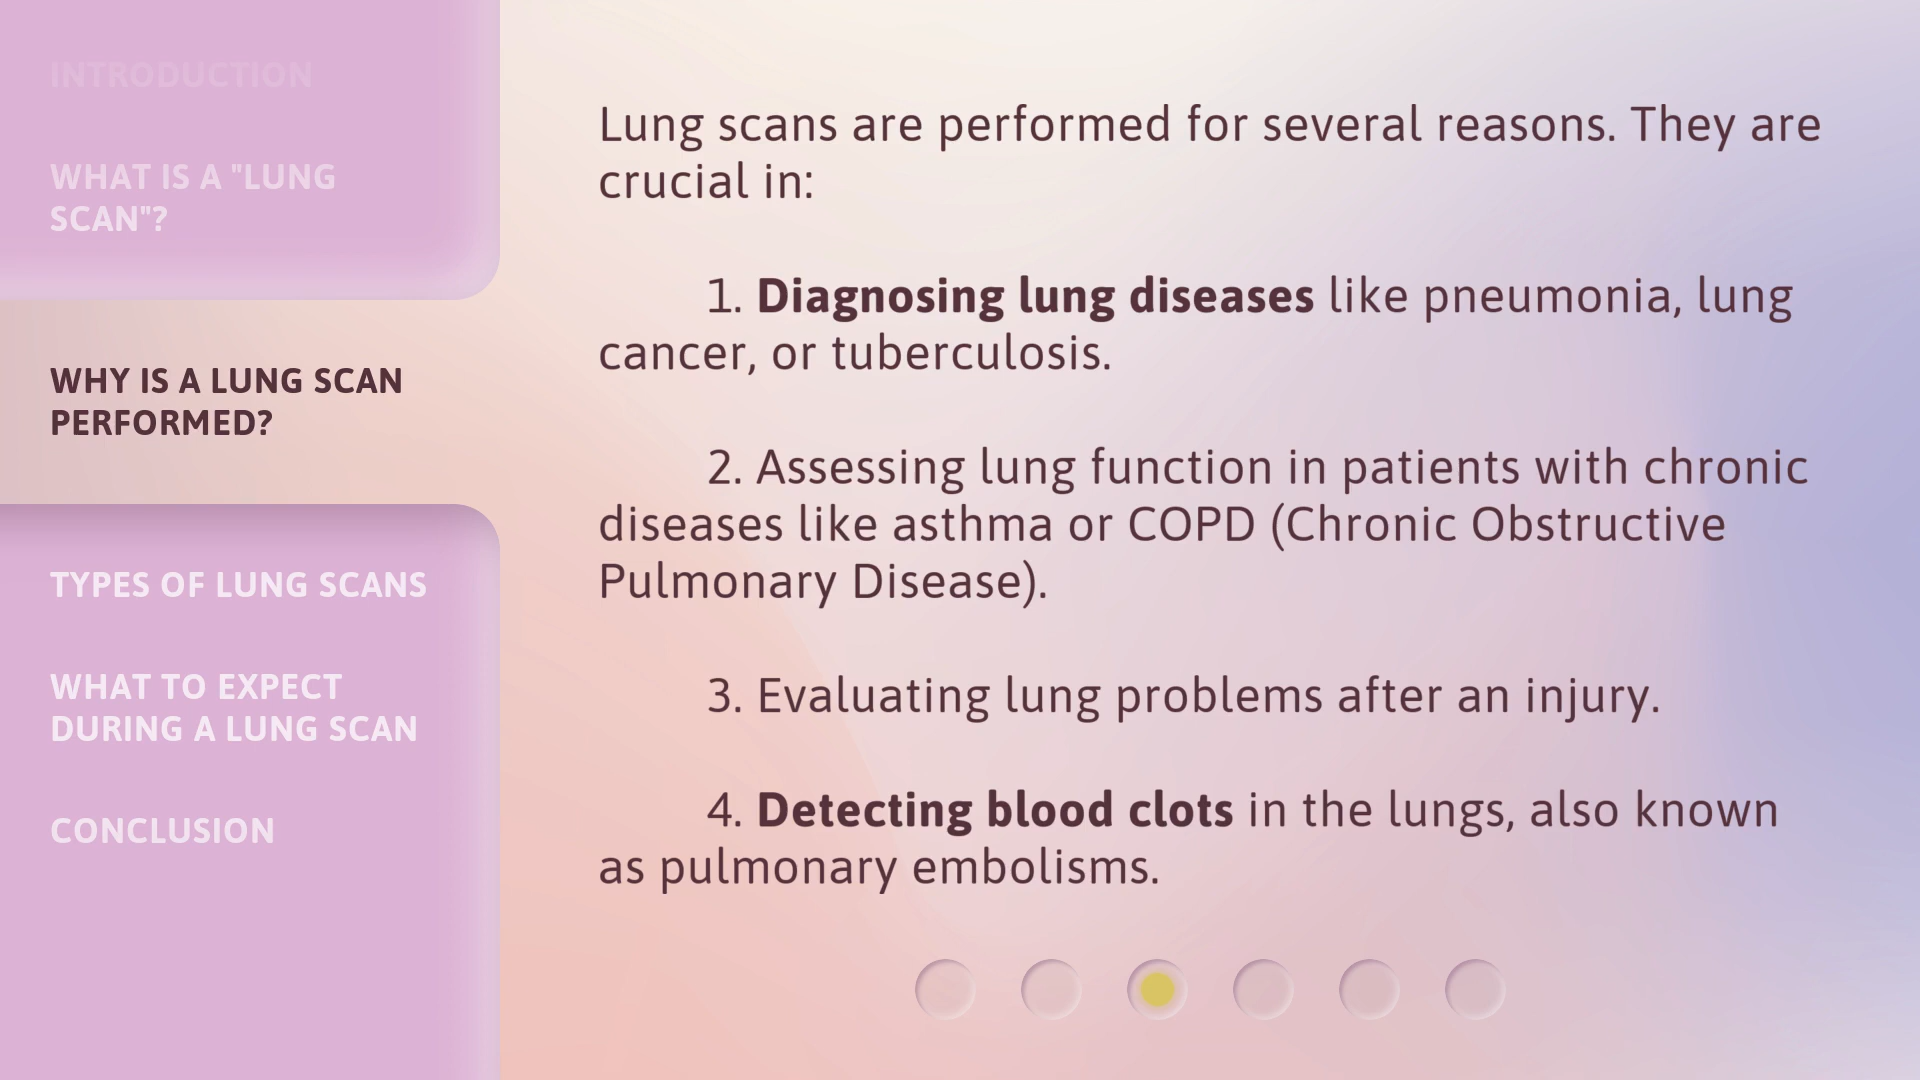 INTRODUCTION
WHAT IS A "LUNG
SCAN"?
WHY IS A LUNG SCAN
PERFORMED?
TYPES OF LUNG SCANS
WHAT TO EXPECT
DURING A LUNG SCAN
CONCLUSION
Lung scans are performed for several reasons. They are
crucial in:
1. Diagnosing lung diseases like pneumonia, lung
cancer, or tuberculosis.
2. Assessing lung function in patients with chronic
diseases like asthma or COPD (Chronic Obstructive
Pulmonary Disease).
3. Evaluating lung problems after an injury.
4. Detecting blood clots in the lungs, also known
as pulmonary embolisms.